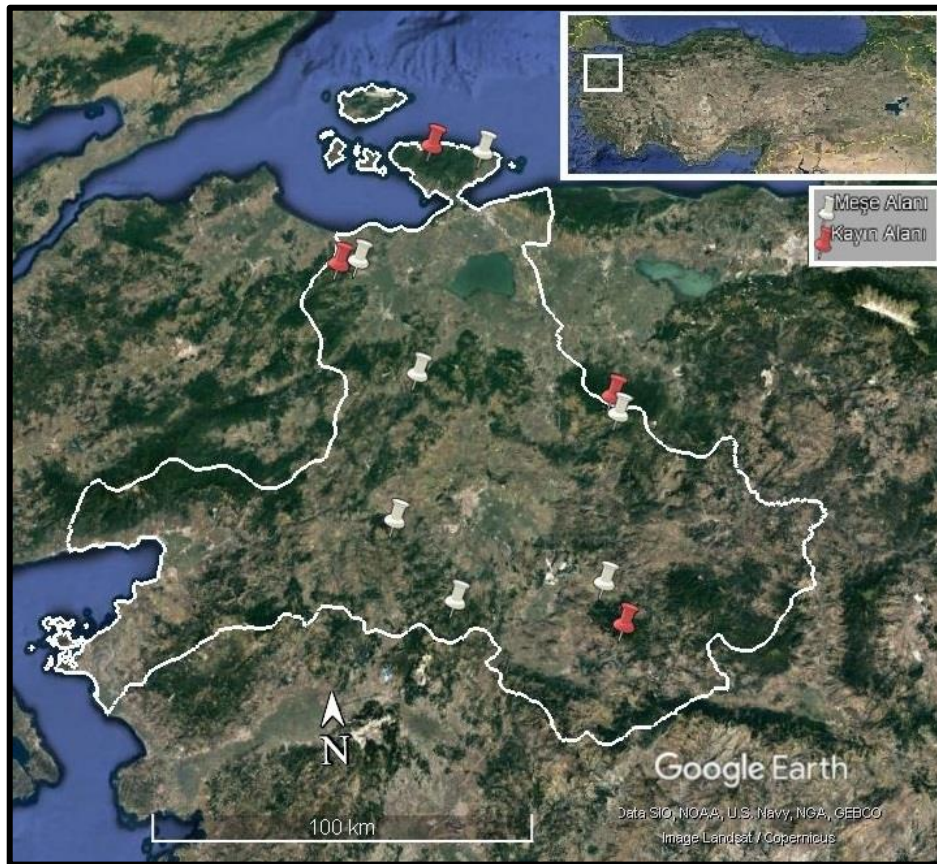 Meşe Alanı
Kayın Alanı
N
Google Earth
Data SIO, NOAA, U.S. Navy, NGA, GEBCO
Image Landsat / Copernicus
100 km